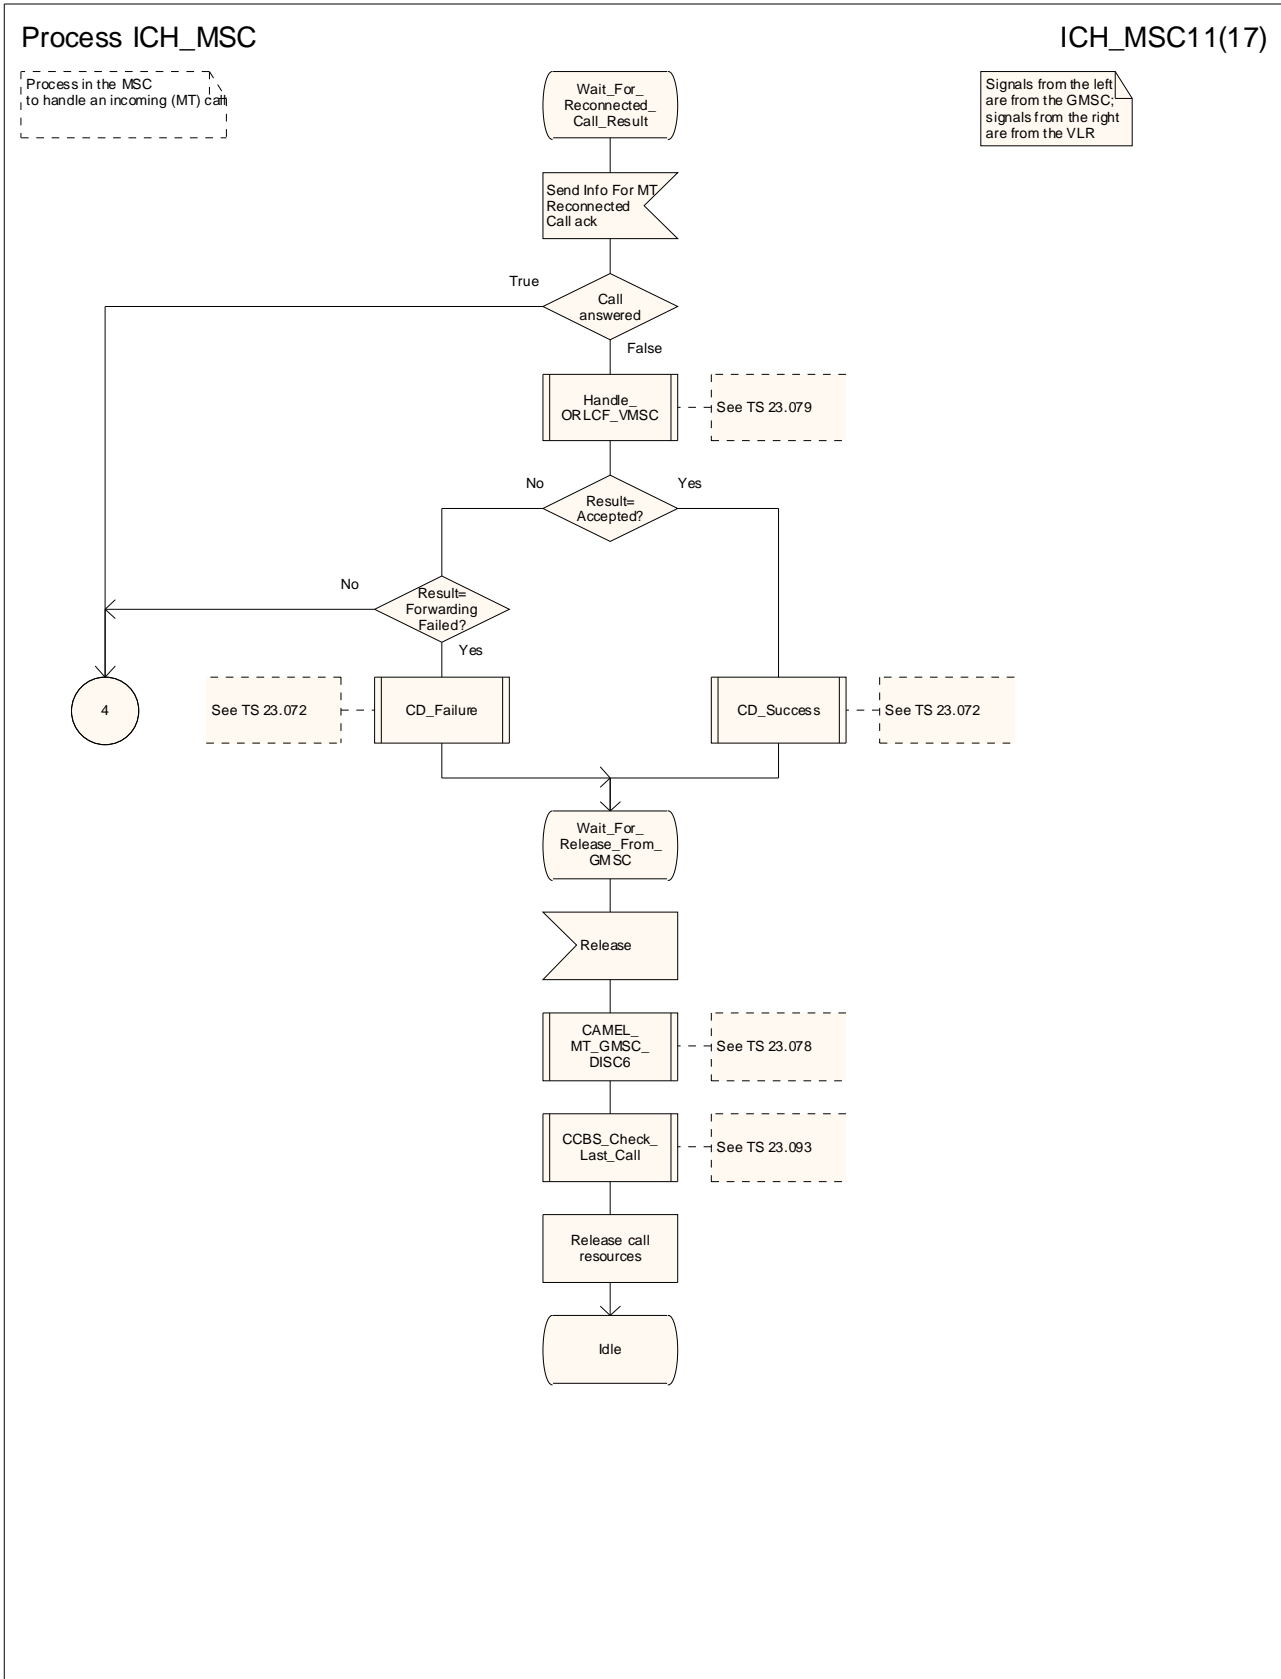 Process ICH_MSC
ICH_MSC11(17)
Process in the MSC
to handle an incoming (MT) call
Signals from the left
are from the GMSC;
signals from the right
are from the VLR
Wait_For_
Reconnected_
Call_Result
Send Info For MT
Reconnected
Call ack
True
Call
answered
False
Handle_
ORLCF_VMSC
See TS 23.079
No
Yes
Result=
Accepted?
No
Result=
Forwarding
Failed?
Yes
4
See TS 23.072
CD_Failure
CD_Success
See TS 23.072
Wait_For_
Release_From_
GMSC
Release
CAMEL_
MT_GMSC_
DISC6
See TS 23.078
CCBS_Check_
Last_Call
See TS 23.093
Release call
resources
Idle